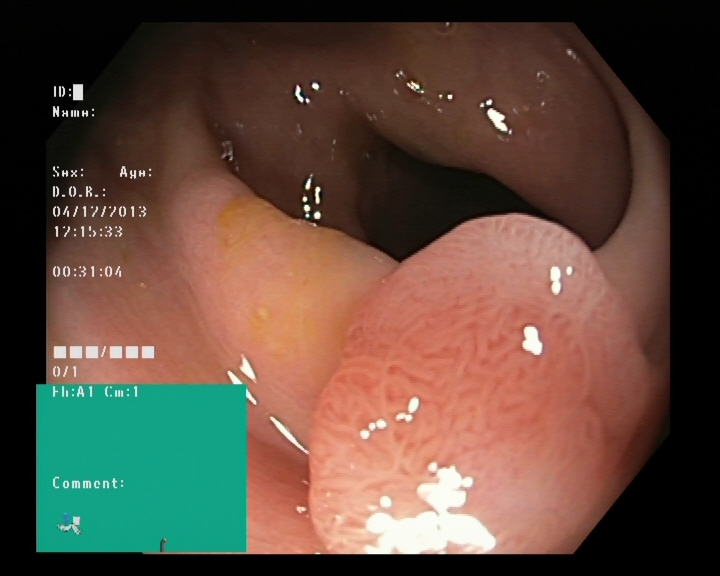 ID:
Name:
Sex: Age:
D.O.B.:
04/12/2013
12:15:33
00:31:04
/
0/1
Eh:A1 Cm:1
Comment: